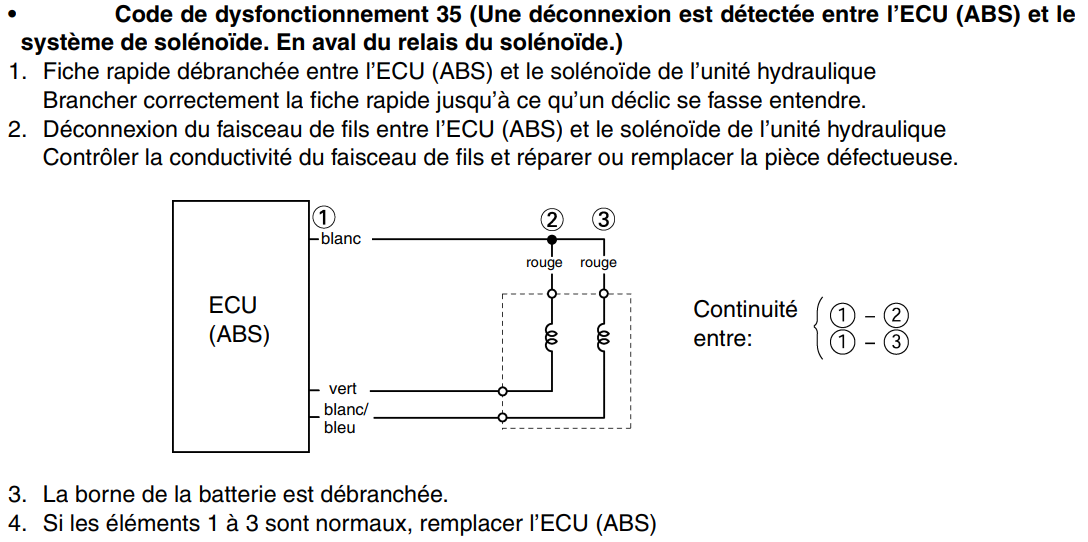 • Code de dysfonctionnement 35 (Une déconnexion est détectée entre l’ECU (ABS) et le
système de solénoïde. En aval du relais du solénoïde.)
1. Fiche rapide débranchée entre l’ECU (ABS) et le solénoïde de l’unité hydraulique
Brancher correctement la fiche rapide jusqu’à ce qu’un déclic se fasse entendre.
2. Déconnexion du faisceau de fils entre l’ECU (ABS) et le solénoïde de l’unité hydraulique
Contrôler la conductivité du faisceau de fils et réparer ou remplacer la pièce défectueuse.
① ② ③
blanc
rouge rouge
ECU
(ABS)
Continuité
entre:
① – ②
① – ③
vert
blanc/
bleu
3. La borne de la batterie est débranchée.
4. Si les éléments 1 à 3 sont normaux, remplacer l’ECU (ABS)